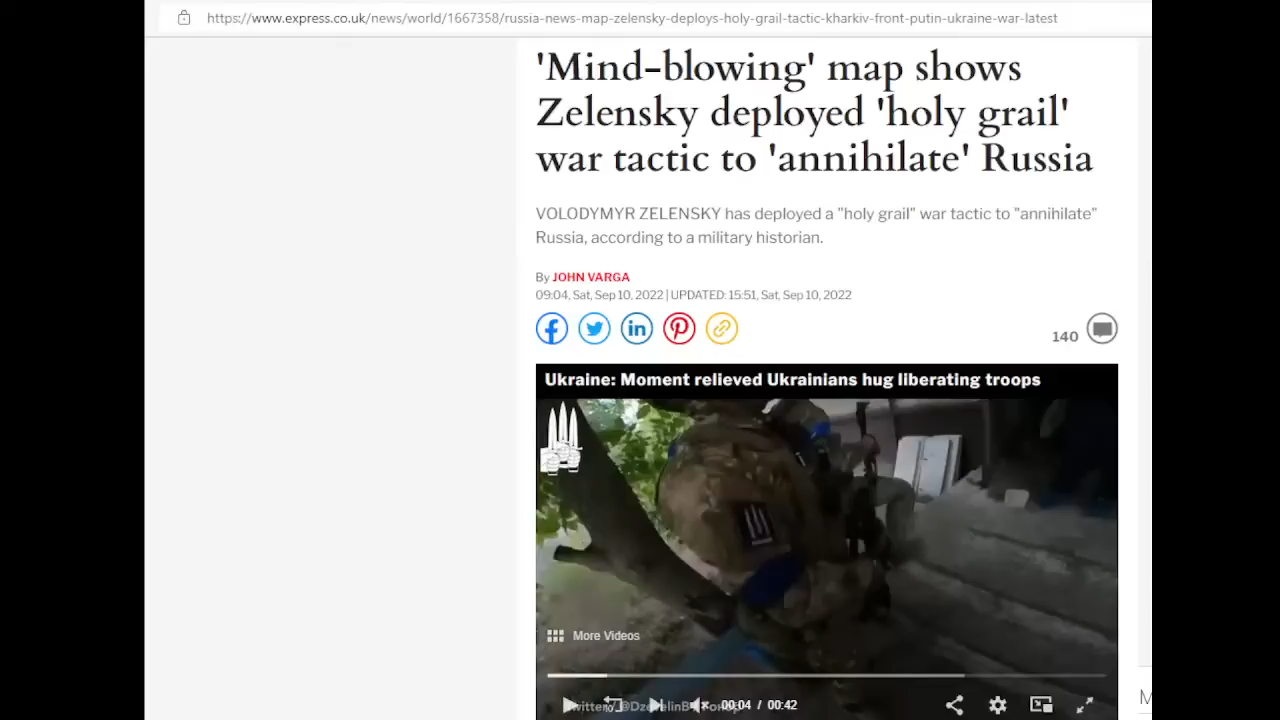 https://www.express.co.uk/news/world/1667358/russia-news-map-zelensky-deploys-holy-grail-tactic-kharkiv-front-putin-ukraine-war-latest
'Mind-blowing' map shows
Zelensky deployed 'holy grail'
war tactic to 'annihilate' Russia
VOLODYMYR ZELENSKY has deployed a "holy grail" war tactic to "annihilate"
Russia, according to a military historian.
By JOHN VARGA
09:04, Sat, Sep 10, 2022 | UPDATED: 15:51, Sat, Sep 10, 2022
140
Ukraine: Moment relieved Ukrainians hug liberating troops
More Videos
00:04 / 00:42